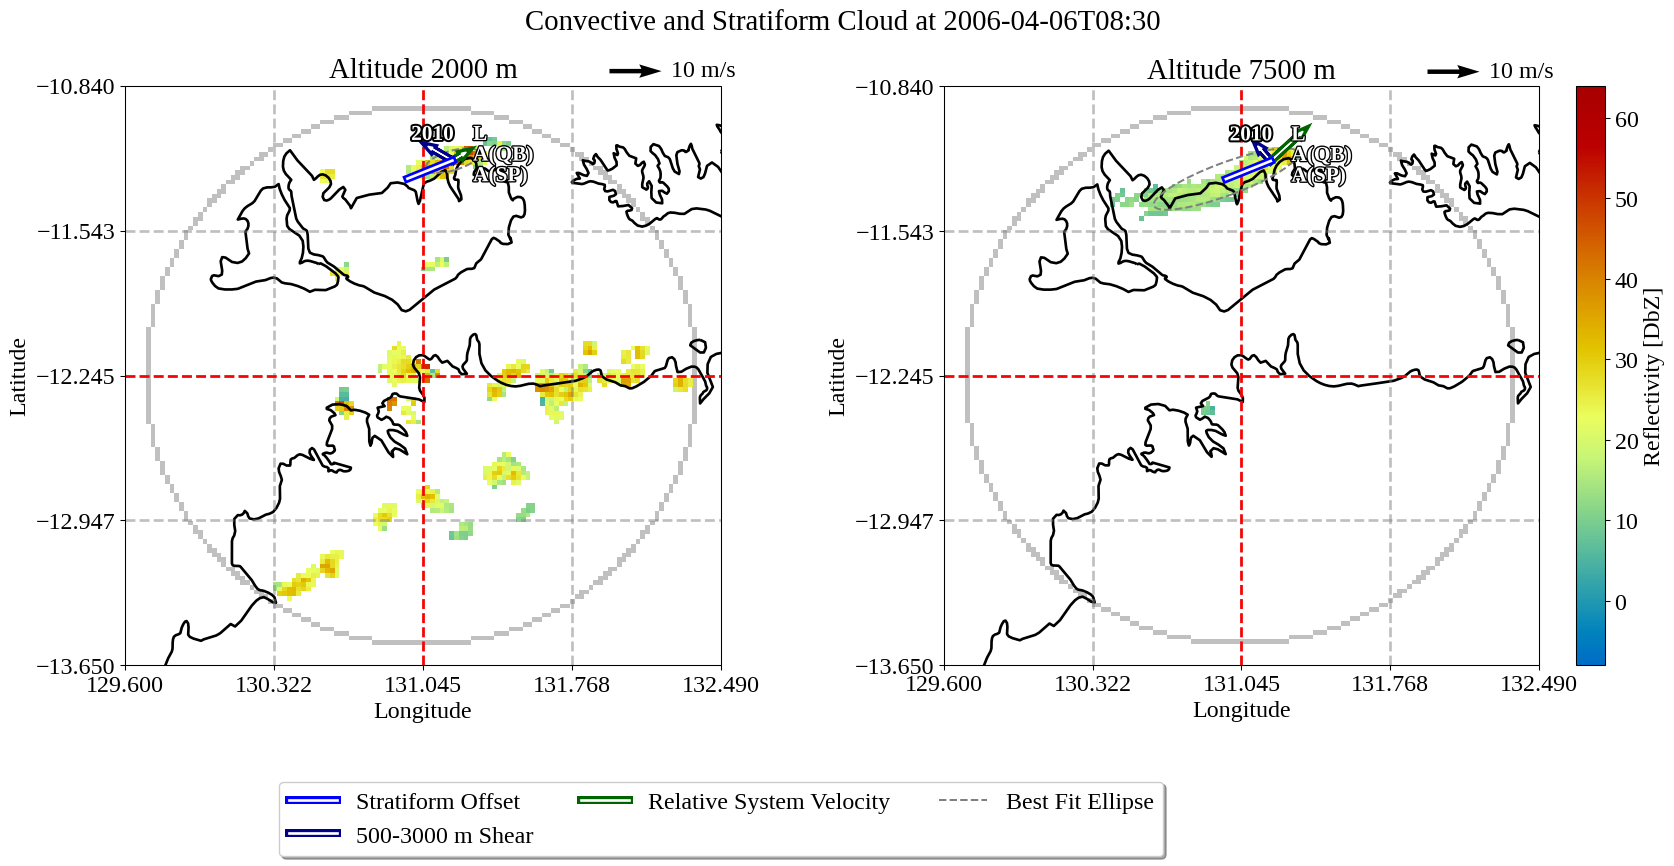 Convective and Stratiform Cloud at 2006-04-06T08:30
Altitude 2000 m
10 m/s
Altitude 7500 m
10 m/s
−10.840
−11.543
−12.245
−12.947
−13.650
Latitude
129.600
130.322
131.045
131.768
132.490
Longitude
2010
L
A(QB)
A(SP)
−10.840
−11.543
−12.245
−12.947
−13.650
Latitude
129.600
130.322
131.045
131.768
132.490
Longitude
2010
L
A(QB)
A(SP)
60
50
40
30
20
10
0
Reflectivity [DbZ]
Stratiform Offset
Relative System Velocity
Best Fit Ellipse
500-3000 m Shear